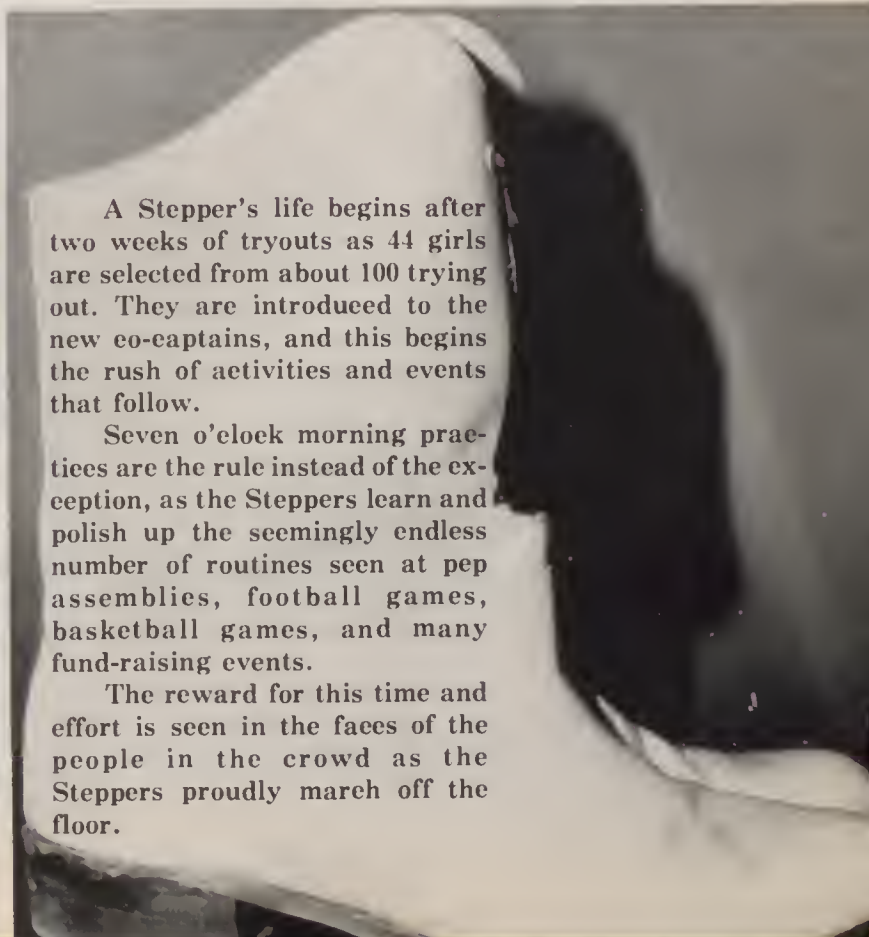 A Stepper's life begins after
two weeks of tryouts as 44 girls
are selected from about 100 trying
out. They are introduced to the
new co-captains, and this begins
the rush of activities and events
that follow.
Seven o'clock morning prac-
tices are the rule instead of the ex-
ception, as the Steppers learn and
polish up the seemingly endless
number of routines seen at pep
assemblies, football games,
basketball games, and many
fund-raising events.
The reward for this time and
effort is seen in the faces of the
people in the crowd as the
Steppers proudly march off the
floor.